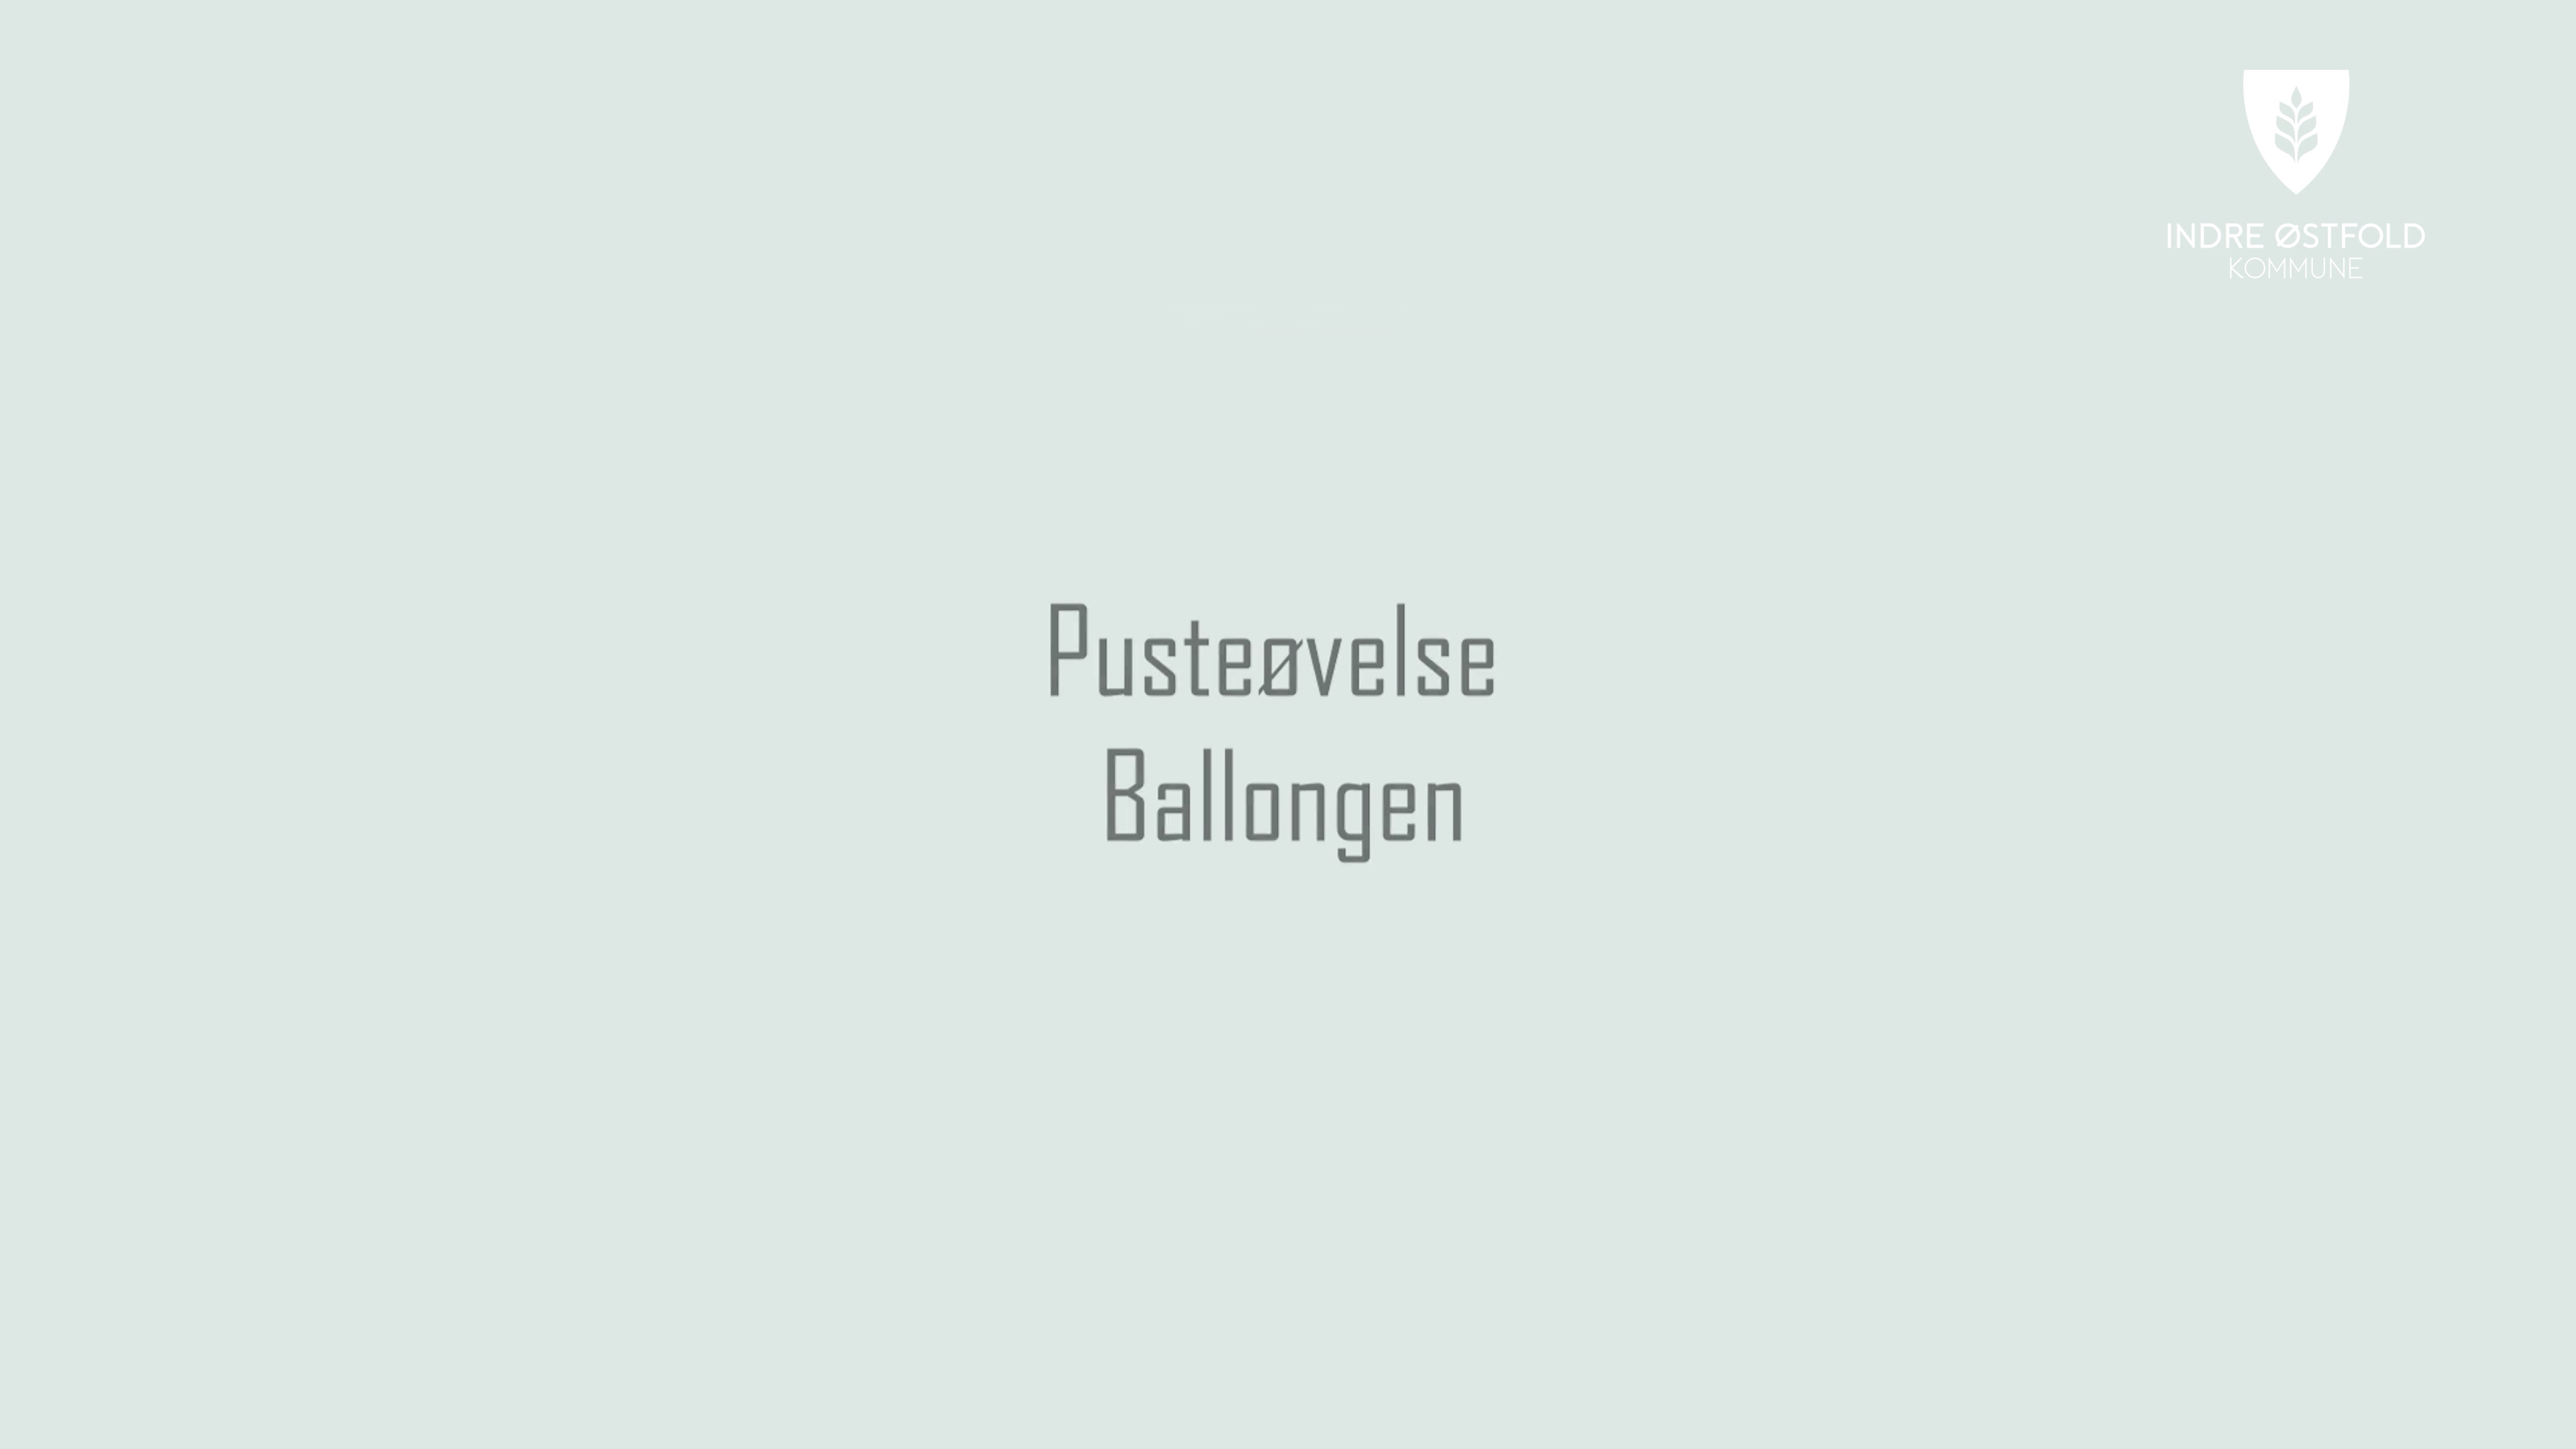 INDRE ØSTFOLD
KOMMUNE
Pusteøvelse
Ballongen